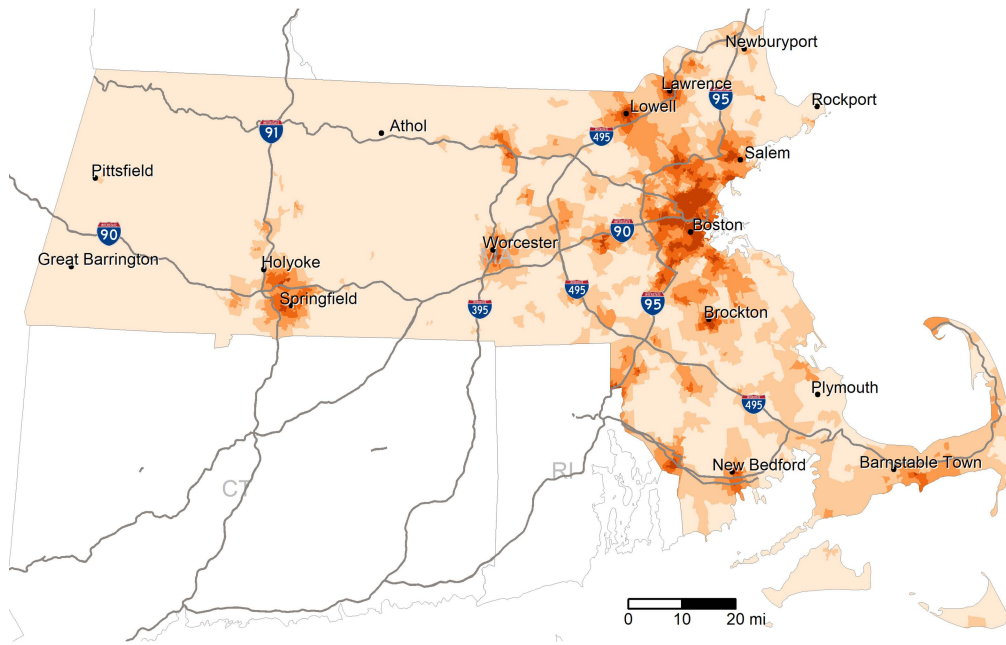 Newburyport
Lawrence
95
Rockport
Lowell
91
Athol
495
Salem
Pittsfield
90
90
Boston
Worcester
MA
Great Barrington
Holyoke
495
Springfield
395
95
Brockton
Plymouth
495
New Bedford
Barnstable Town
RI
CT
0 10 20 mi